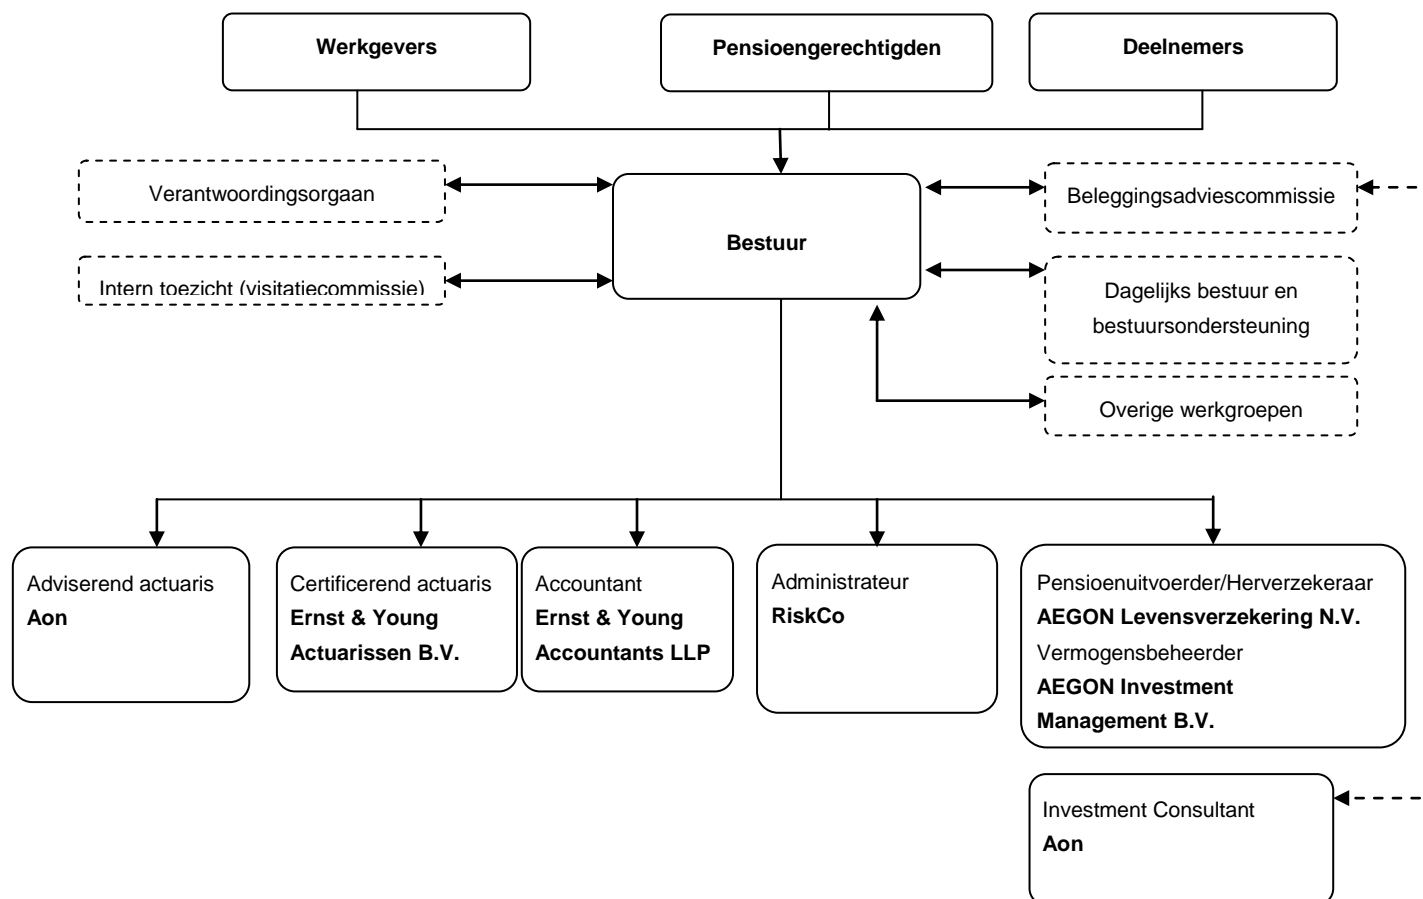 Werkgevers
Pensioengerechtigden
Deelnemers
Verantwoordingsorgaan
Beleggingsadviescommissie
Bestuur
Intern toezicht (visitatiecommissie)
Dagelijks bestuur en
bestuursondersteuning
Overige werkgroepen
Adviserend actuaris
Aon
Certificerend actuaris
Ernst & Young
Actuarissen B.V.
Accountant
Ernst & Young
Accountants LLP
Administrateur
RiskCo
Pensioenuitvoerder/Herverzekeraar
AEGON Levensverzekering N.V.
Vermogensbeheerder
AEGON Investment
Management B.V.
Investment Consultant
Aon